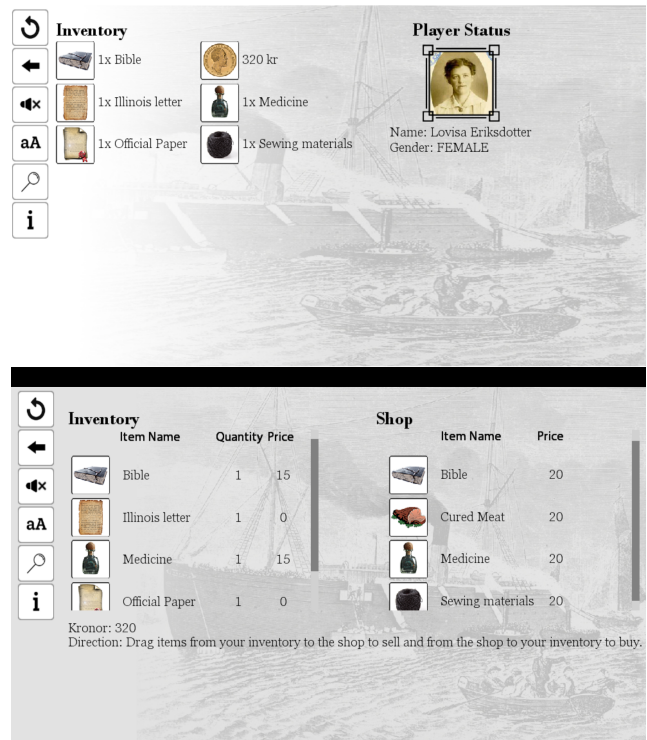 Inventory
Player Status
1x Bible
320 kr
1x Illinois letter
1x Medicine
1x Official Paper
1x Sewing materials
Name: Lovisa Eriksdotter
Gender: FEMALE
aA
i
Inventory
Shop
Item Name Quantity Price
Item Name Price
Bible 1 15
Bible 20
Illinois letter 1 0
Cured Meat 20
Medicine 1 15
Medicine 20
Official Paper 1 0
Sewing materials 20
aA
i
Kronor: 320
Direction: Drag items from your inventory to the shop to sell and from the shop to your inventory to buy.